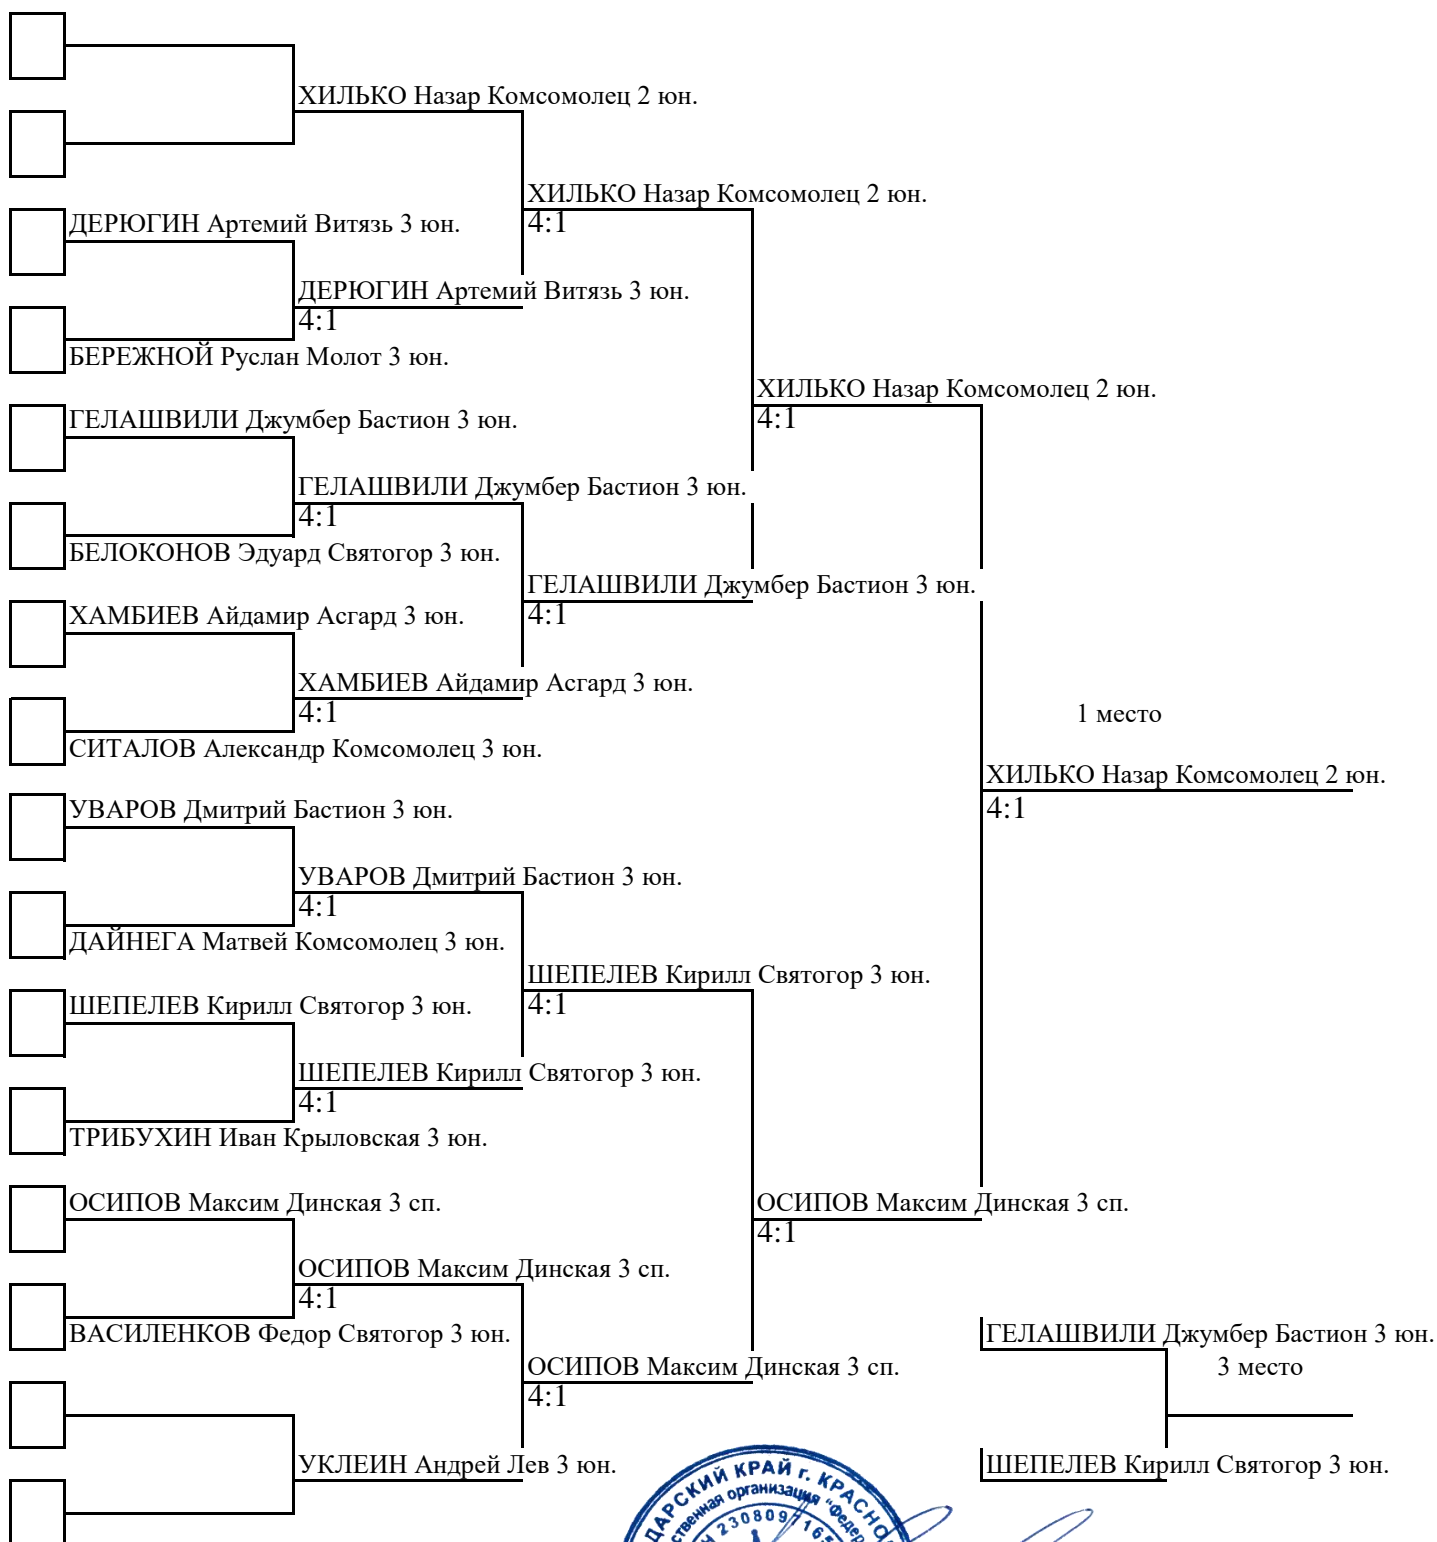 ХИЛЬКО Назар Комсомолец 2 юн.
ХИЛЬКО Назар Комсомолец 2 юн.
4:1
ДЕРЮГИН Артемий Витязь 3 юн.
ДЕРЮГИН Артемий Витязь 3 юн.
4:1
БЕРЕЖНОЙ Руслан Молот 3 юн.
ХИЛЬКО Назар Комсомолец 2 юн.
4:1
ГЕЛАШВИЛИ Джумбер Бастион 3 юн.
ГЕЛАШВИЛИ Джумбер Бастион 3 юн.
4:1
БЕЛОКОНОВ Эдуард Святогор 3 юн.
ГЕЛАШВИЛИ Джумбер Бастион 3 юн.
4:1
ХАМБИЕВ Айдамир Асгард 3 юн.
ХАМБИЕВ Айдамир Асгард 3 юн.
4:1
1 место
СИТАЛОВ Александр Комсомолец 3 юн.
ХИЛЬКО Назар Комсомолец 2 юн.
4:1
УВАРОВ Дмитрий Бастион 3 юн.
УВАРОВ Дмитрий Бастион 3 юн.
4:1
ДАЙНЕГА Матвей Комсомолец 3 юн.
ШЕПЕЛЕВ Кирилл Святогор 3 юн.
4:1
ШЕПЕЛЕВ Кирилл Святогор 3 юн.
ШЕПЕЛЕВ Кирилл Святогор 3 юн.
4:1
ТРИБУХИН Иван Крыловская 3 юн.
ОСИПОВ Максим Динская 3 сп.
ОСИПОВ Максим Динская 3 сп.
4:1
ОСИПОВ Максим Динская 3 сп.
4:1
ВАСИЛЕНКОВ Федор Святогор 3 юн.
ГЕЛАШВИЛИ Джумбер Бастион 3 юн.
ОСИПОВ Максим Динская 3 сп.
4:1
3 место
УКЛЕИН Андрей Лев 3 юн.
ШЕПЕЛЕВ Кирилл Святогор 3 юн.
ДАРСКИЙ КРАЙ г. КРАСНО
ственная организация "Федер
230809716